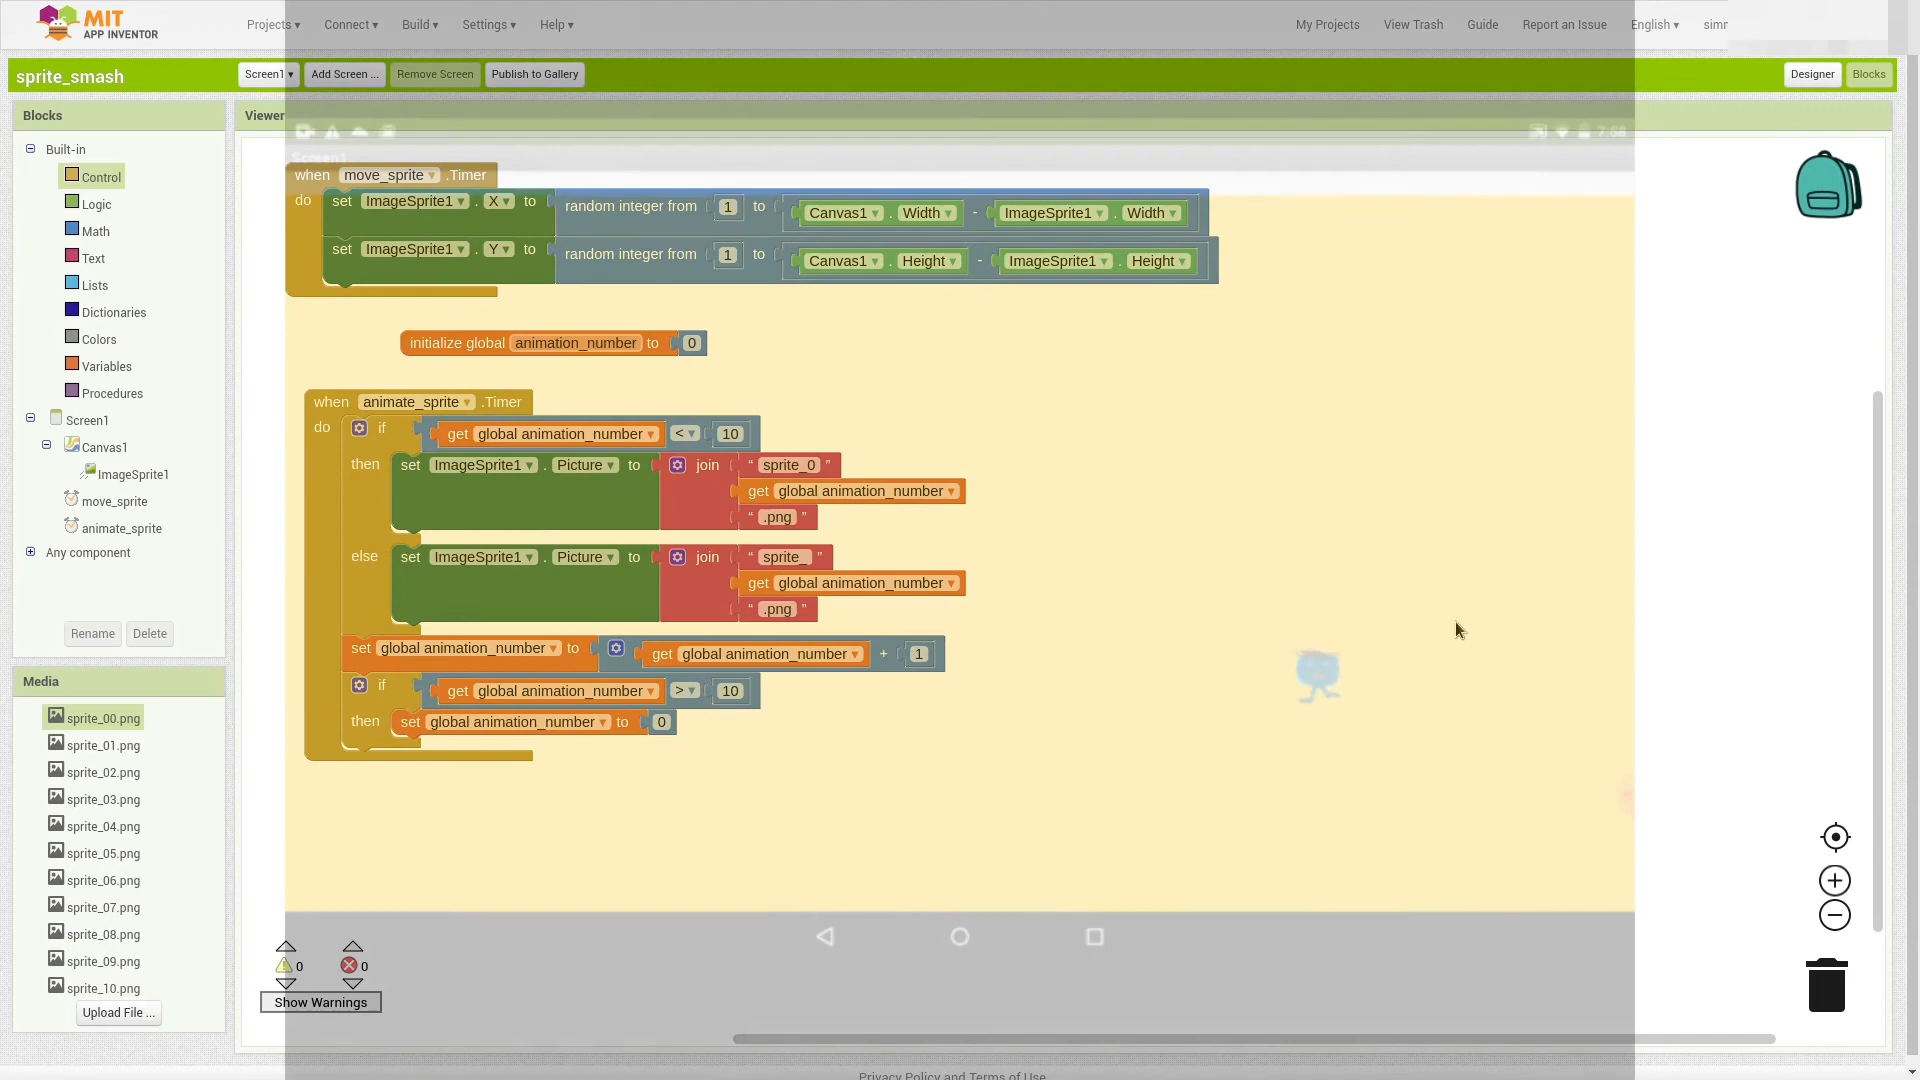 MIT
APP INVENTOR
Projects ▾ Connect ▾ Build ▾ Settings ▾ Help ▾ My Projects View Trash Guide Report an Issue English ▾
sprite_smash Screen1 ▾ Add Screen ... Remove Screen Publish to Gallery Designer Blocks
Blocks
Viewer
Built-in
Control
Logic
Math
Text
Lists
Dictionaries
Colors
Variables
Procedures
Screen1
Canvas1
ImageSprite1
move_sprite
animate_sprite
Any component
Rename Delete
Media
sprite_00.png
sprite_01.png
sprite_02.png
sprite_03.png
sprite_04.png
sprite_05.png
sprite_06.png
sprite_07.png
sprite_08.png
sprite_09.png
sprite_10.png
Upload File ...
Screen1
when move_sprite ▾ .Timer
do set ImageSprite1 ▾ . X ▾ to random integer from 1 to Canvas1 ▾ . Width ▾ - ImageSprite1 ▾ . Width ▾
set ImageSprite1 ▾ . Y ▾ to random integer from 1 to Canvas1 ▾ . Height ▾ - ImageSprite1 ▾ . Height ▾
initialize global animation_number to 0
when animate_sprite ▾ .Timer
do if get global animation_number ▾ < ▾ 10
then set ImageSprite1 ▾ . Picture ▾ to join “ sprite_0 ”
get global animation_number ▾
“ .png ”
else set ImageSprite1 ▾ . Picture ▾ to join “ sprite_ ”
get global animation_number ▾
“ .png ”
set global animation_number ▾ to get global animation_number ▾ + 1
if get global animation_number ▾ > ▾ 10
then set global animation_number ▾ to 0
0 0
Show Warnings
Privacy Policy and Terms of Use